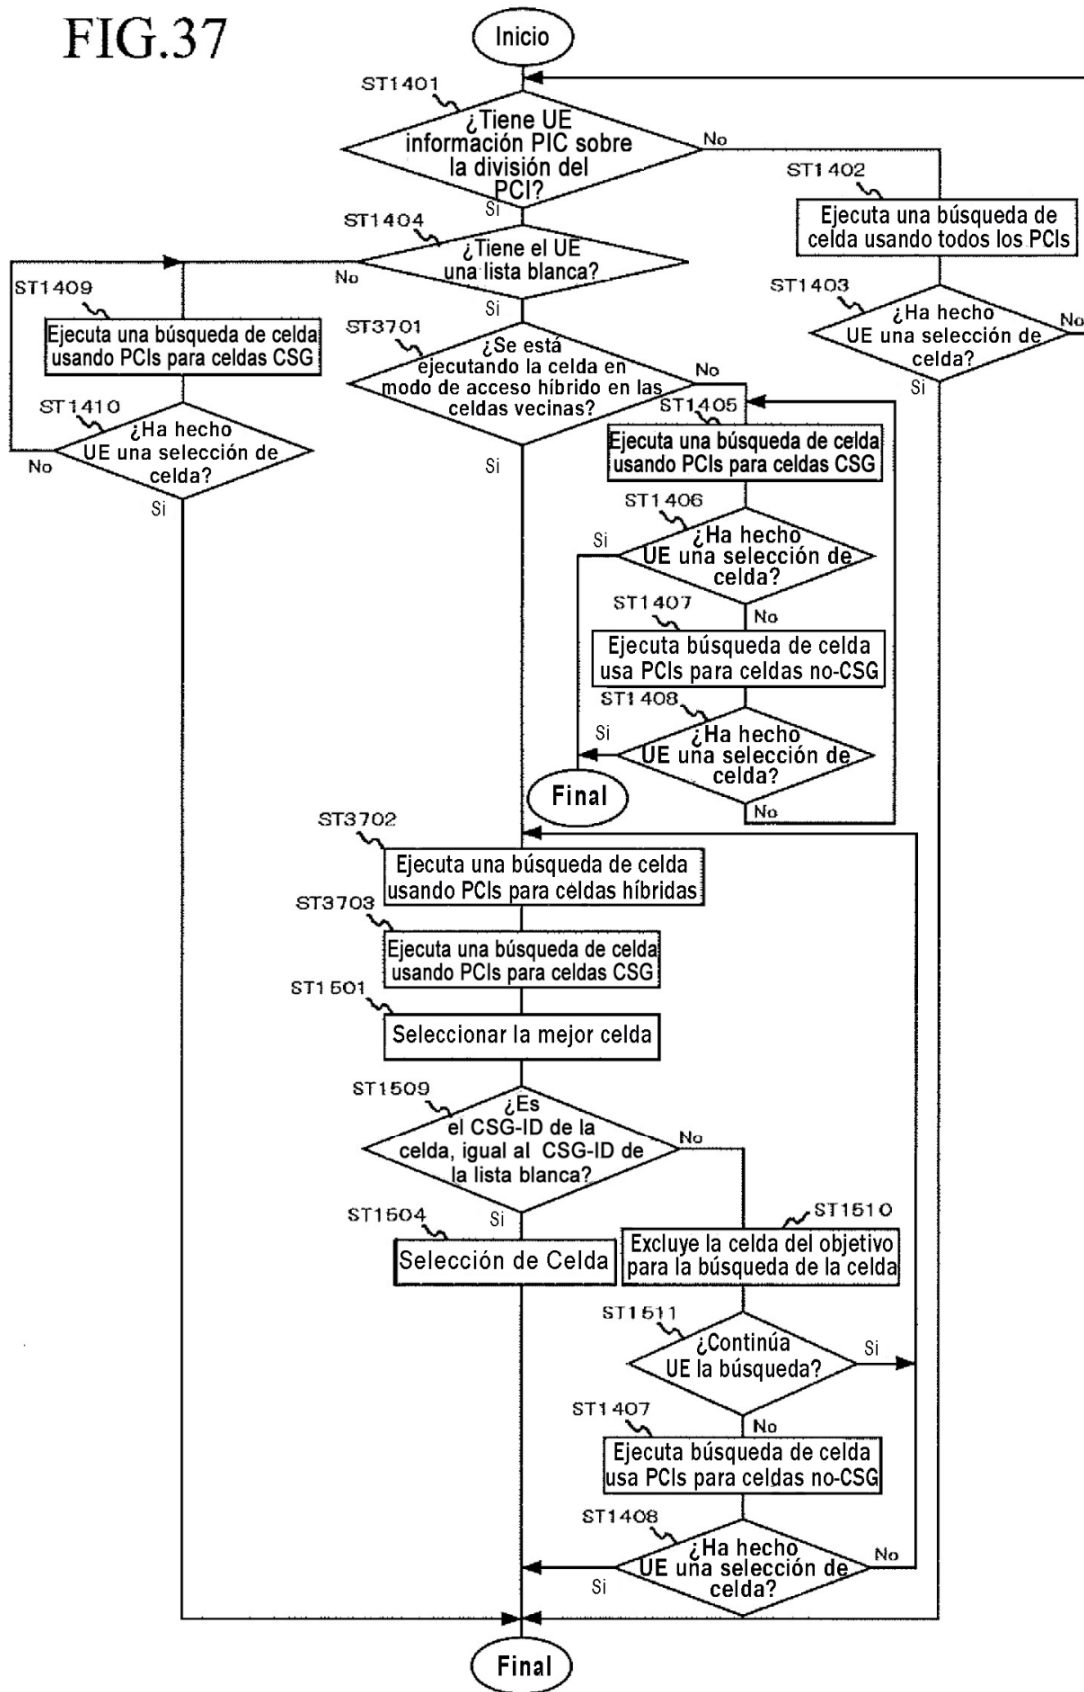 FIG.37
Inicio
ST1401
¿Tiene UE
información PIC sobre
la división del
PCI?
No
Si
ST1402
Ejecuta una búsqueda de
celda usando todos los PCIs
ST1403
¿Ha hecho
UE una selección de
celda?
No
Si
ST1404
¿Tiene el UE
una lista blanca?
No
Si
ST1409
Ejecuta una búsqueda de celda
usando PCIs para celdas CSG
ST1410
¿Ha hecho
UE una selección de
celda?
No
Si
ST3701
¿Se está
ejecutando la celda en
modo de acceso híbrido en las
celdas vecinas?
No
Si
ST1405
Ejecuta una búsqueda de celda
usando PCIs para celdas CSG
ST1406
¿Ha hecho
UE una selección de
celda?
Si
No
ST1407
Ejecuta búsqueda de celda
usa PCIs para celdas no-CSG
ST1408
¿Ha hecho
UE una selección de
celda?
Si
No
Final
ST3702
Ejecuta una búsqueda de celda
usando PCIs para celdas híbridas
ST3703
Ejecuta una búsqueda de celda
usando PCIs para celdas CSG
ST1501
Seleccionar la mejor celda
ST1509
¿Es
el CSG-ID de la
celda, igual al CSG-ID de
la lista blanca?
No
Si
ST1504
Selección de Celda
ST1510
Excluye la celda del objetivo
para la búsqueda de la celda
ST1511
¿Continúa
UE la búsqueda?
Si
No
ST1407
Ejecuta búsqueda de celda
usa PCIs para celdas no-CSG
ST1408
¿Ha hecho
UE una selección de
celda?
No
Si
Final